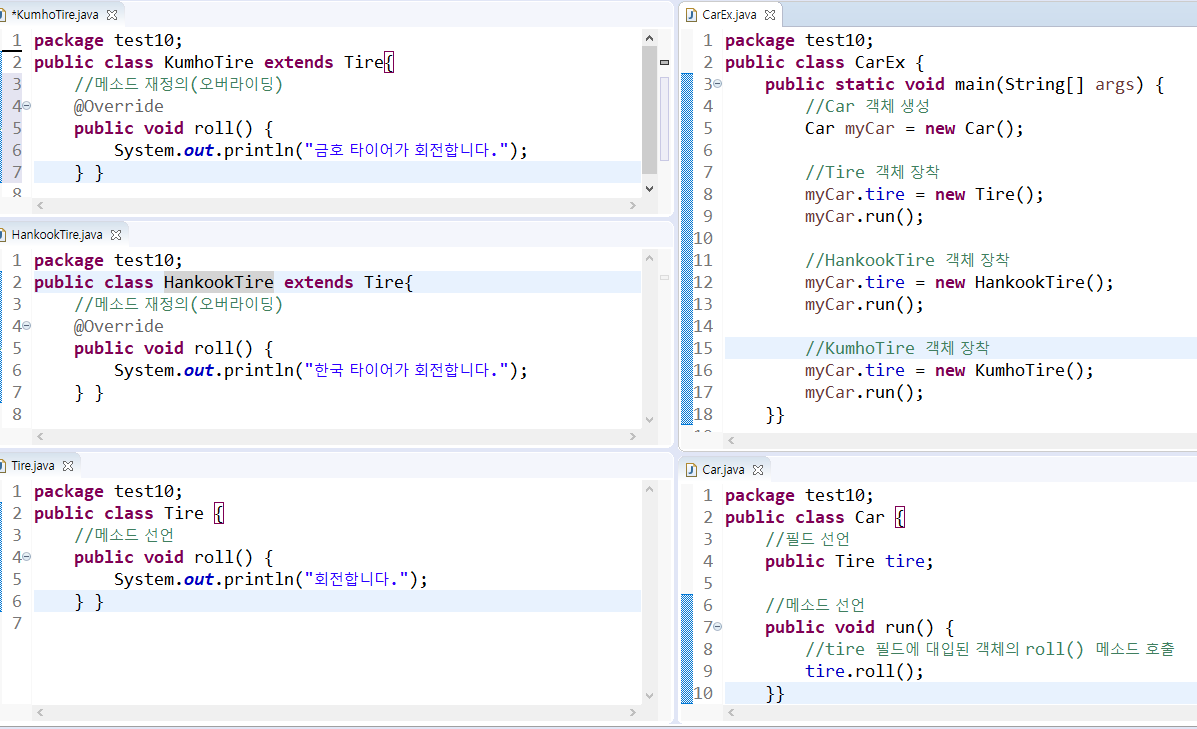 *KumhoTire.java
1 package test10;
2 public class KumhoTire extends Tire{
3 //메소드 재정의(오버라이딩)
4 @Override
5 public void roll() {
6 System.out.println("금호 타이어가 회전합니다.");
7 } }
8
HankookTire.java
1 package test10;
2 public class HankookTire extends Tire{
3 //메소드 재정의(오버라이딩)
4 @Override
5 public void roll() {
6 System.out.println("한국 타이어가 회전합니다.");
7 } }
8
Tire.java
1 package test10;
2 public class Tire {
3 //메소드 선언
4 public void roll() {
5 System.out.println("회전합니다.");
6 } }
7
CarEx.java
1 package test10;
2 public class CarEx {
3 public static void main(String[] args) {
4 //Car 객체 생성
5 Car myCar = new Car();
6
7 //Tire 객체 장착
8 myCar.tire = new Tire();
9 myCar.run();
10
11 //HankookTire 객체 장착
12 myCar.tire = new HankookTire();
13 myCar.run();
14
15 //KumhoTire 객체 장착
16 myCar.tire = new KumhoTire();
17 myCar.run();
18 }}
Car.java
1 package test10;
2 public class Car {
3 //필드 선언
4 public Tire tire;
5
6 //메소드 선언
7 public void run() {
8 //tire 필드에 대입된 객체의 roll() 메소드 호출
9 tire.roll();
10 }}